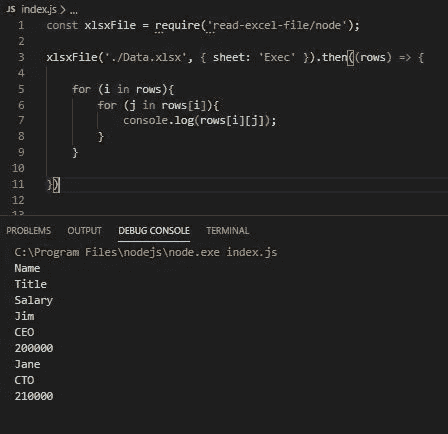 JS index.js > ...
1 const xlsxFile = require('read-excel-file/node');
2
3 xlsxFile('./Data.xlsx', { sheet: 'Exec' }).then((rows) => {
4
5 for (i in rows){
6 for (j in rows[i]){
7 console.log(rows[i][j]);
8 }
9 }
10
11 })
12
13
PROBLEMS OUTPUT DEBUG CONSOLE TERMINAL
C:\Program Files\nodejs\node.exe index.js
Name
Title
Salary
Jim
CEO
200000
Jane
CTO
210000